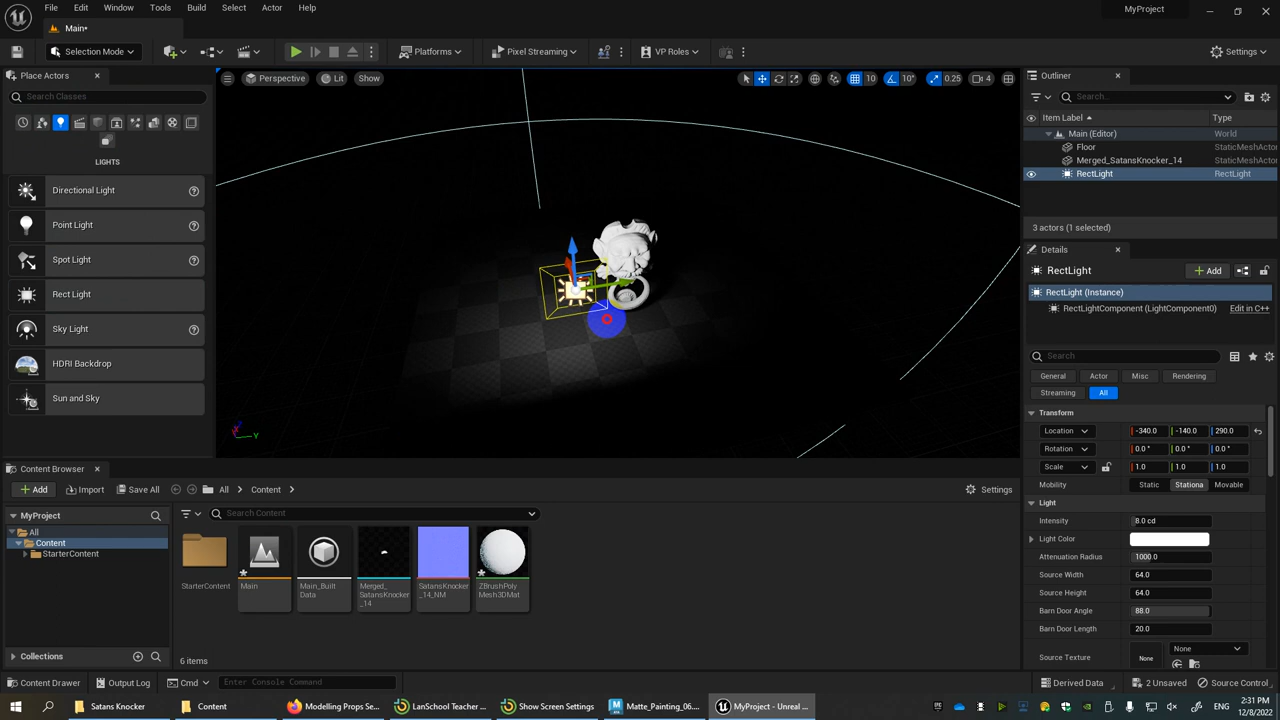 File Edit Window Tools Build Select Actor Help
MyProject
Main*
Selection Mode
Platforms
Pixel Streaming
VP Roles
Settings
Place Actors
Search Classes
LIGHTS
Directional Light
Point Light
Spot Light
Rect Light
Sky Light
HDRI Backdrop
Sun and Sky
Perspective Lit Show
10 10° 0.25 4
Y
Outliner
Search...
Item Label Type
Main (Editor) World
Floor StaticMeshActo
Merged_SatansKnocker_14 StaticMeshActo
RectLight RectLight
3 actors (1 selected)
Details
RectLight
Add
RectLight (Instance)
RectLightComponent (LightComponent0) Edit in C++
Search
General Actor Misc Rendering
Streaming All
Transform
Location -340.0 -140.0 290.0
Rotation 0.0° 0.0° 0.0°
Scale 1.0 1.0 1.0
Mobility Static Stationa Movable
Light
Intensity 8.0 cd
Light Color
Attenuation Radius 1000.0
Source Width 64.0
Source Height 64.0
Barn Door Angle 88.0
Barn Door Length 20.0
Source Texture None None
Content Browser
Add Import Save All All Content Settings
MyProject
All
Content
StarterContent
Collections
Search Content
StarterContent
Main
Main_Built
Data
Merged_
SatansKnocker
_14
SatansKnocker
_14_NM
ZBrushPoly
Mesh3DMat
6 items
Content Drawer Output Log Cmd Enter Console Command Derived Data 2 Unsaved Source Control
Satans Knocker Content Modelling Props Se... LanSchool Teacher ... Show Screen Settings Matte_Painting_06.... MyProject - Unreal ...
2:31 PM
12/8/2022